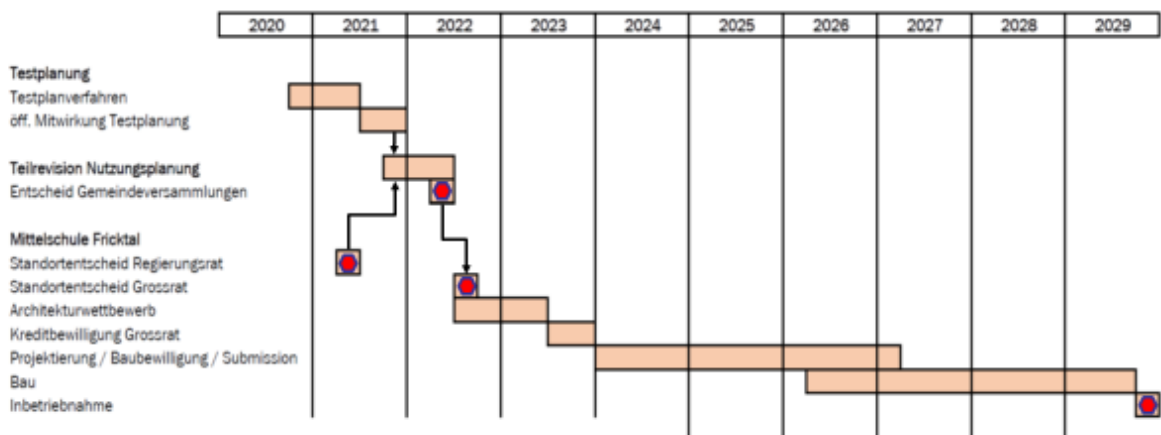 2020 2021 2022 2023 2024 2025 2026 2027 2028 2029
Testplanung
Testplanverfahren
öff. Mitwirkung Testplanung
Teilrevision Nutzungsplanung
Entscheid Gemeindeversammlungen
Mittelschule Fricktal
Standortentscheid Regierungsrat
Standortentscheid Grossrat
Architekturwettbewerb
Kreditbewilligung Grossrat
Projektierung / Baubewilligung / Submission
Bau
Inbetriebnahme